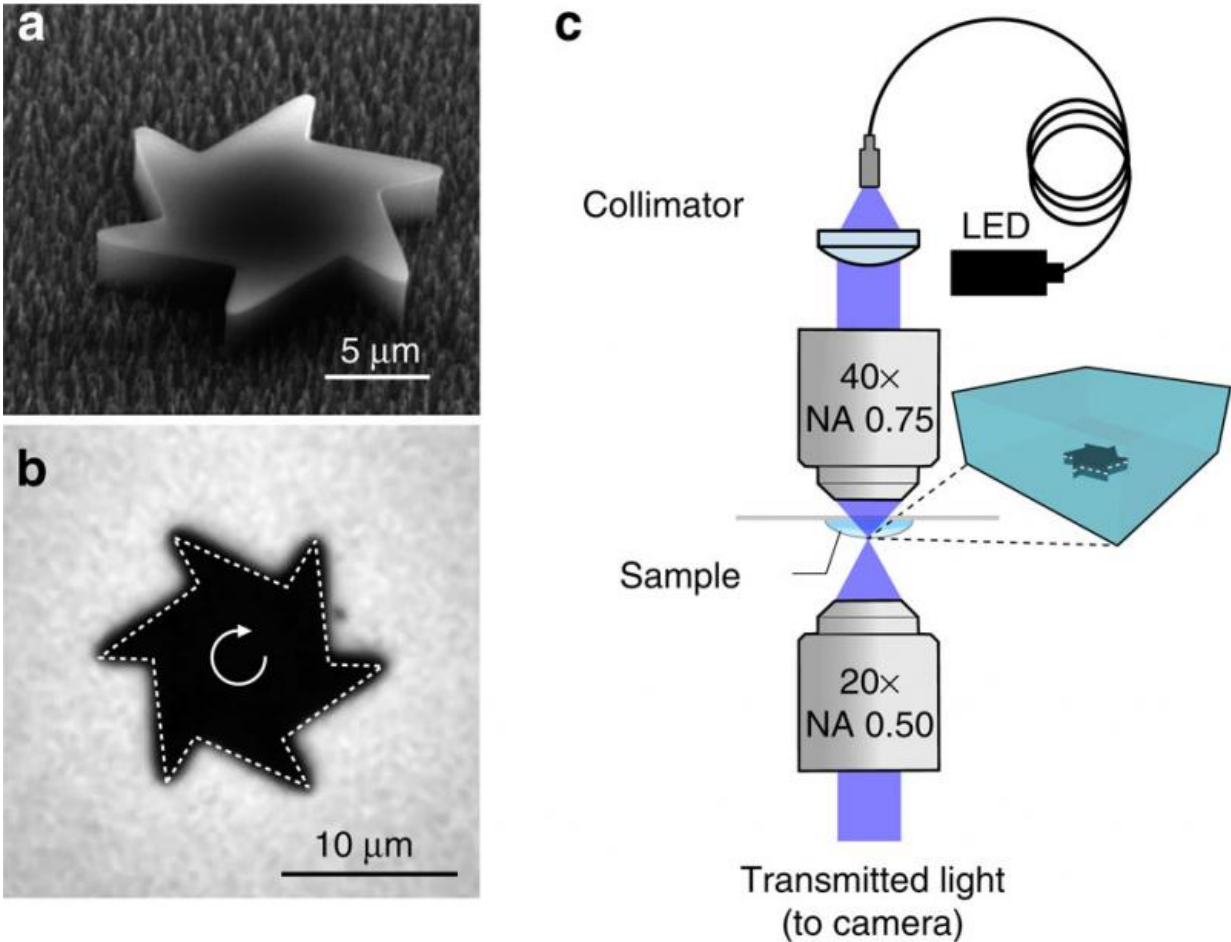 a
5 μm
b
10 μm
c
Collimator
LED
40×
NA 0.75
Sample
20×
NA 0.50
Transmitted light
(to camera)